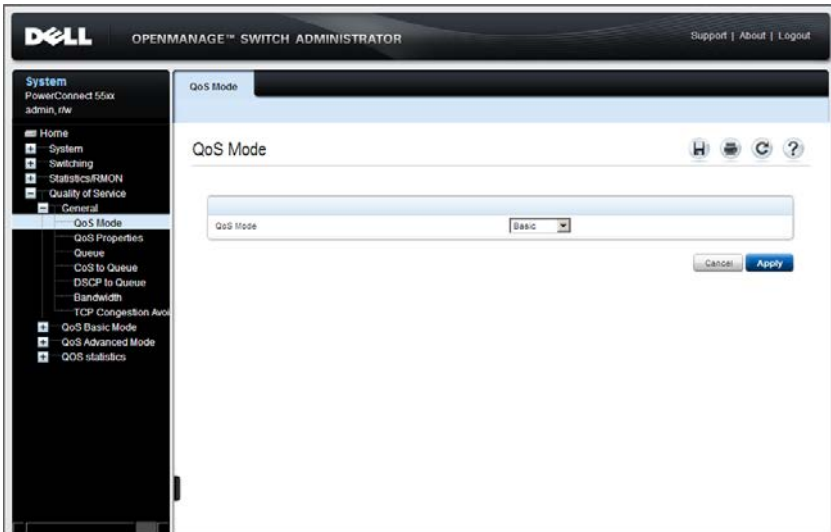 DELL
OPENMANAGE™ SWITCH ADMINISTRATOR
Support | About | Logout
System
PowerConnect 55xx
admin, r/w
Home
System
Switching
Statistics/RMON
Quality of Service
General
QoS Mode
QoS Properties
Queue
CoS to Queue
DSCP to Queue
Bandwidth
TCP Congestion Avoi
QoS Basic Mode
QoS Advanced Mode
QOS statistics
QoS Mode
QoS Mode
?
QoS Mode
Basic
Cancel
Apply